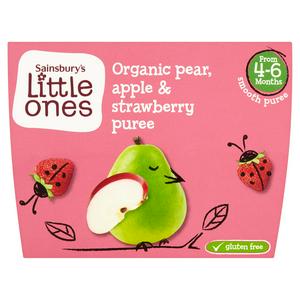 Sainsbury's
Little
ones
Organic pear,
apple &
strawberry
puree
From
4-6
Months
smooth puree
gluten free